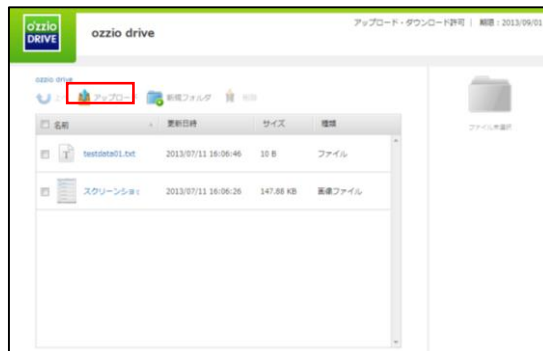 ozzio
DRIVE
ozzio drive
アップロード・ダウンロード許可 | 期限：2013/09/01
ozzio drive
アップロード
新規フォルダ
削除
名前 更新日時 サイズ 種類
testdata01.txt 2013/07/11 16:06:46 10 B ファイル
スクリーンショ 2013/07/11 16:06:26 147.88 KB 画像ファイル
ファイル未選択